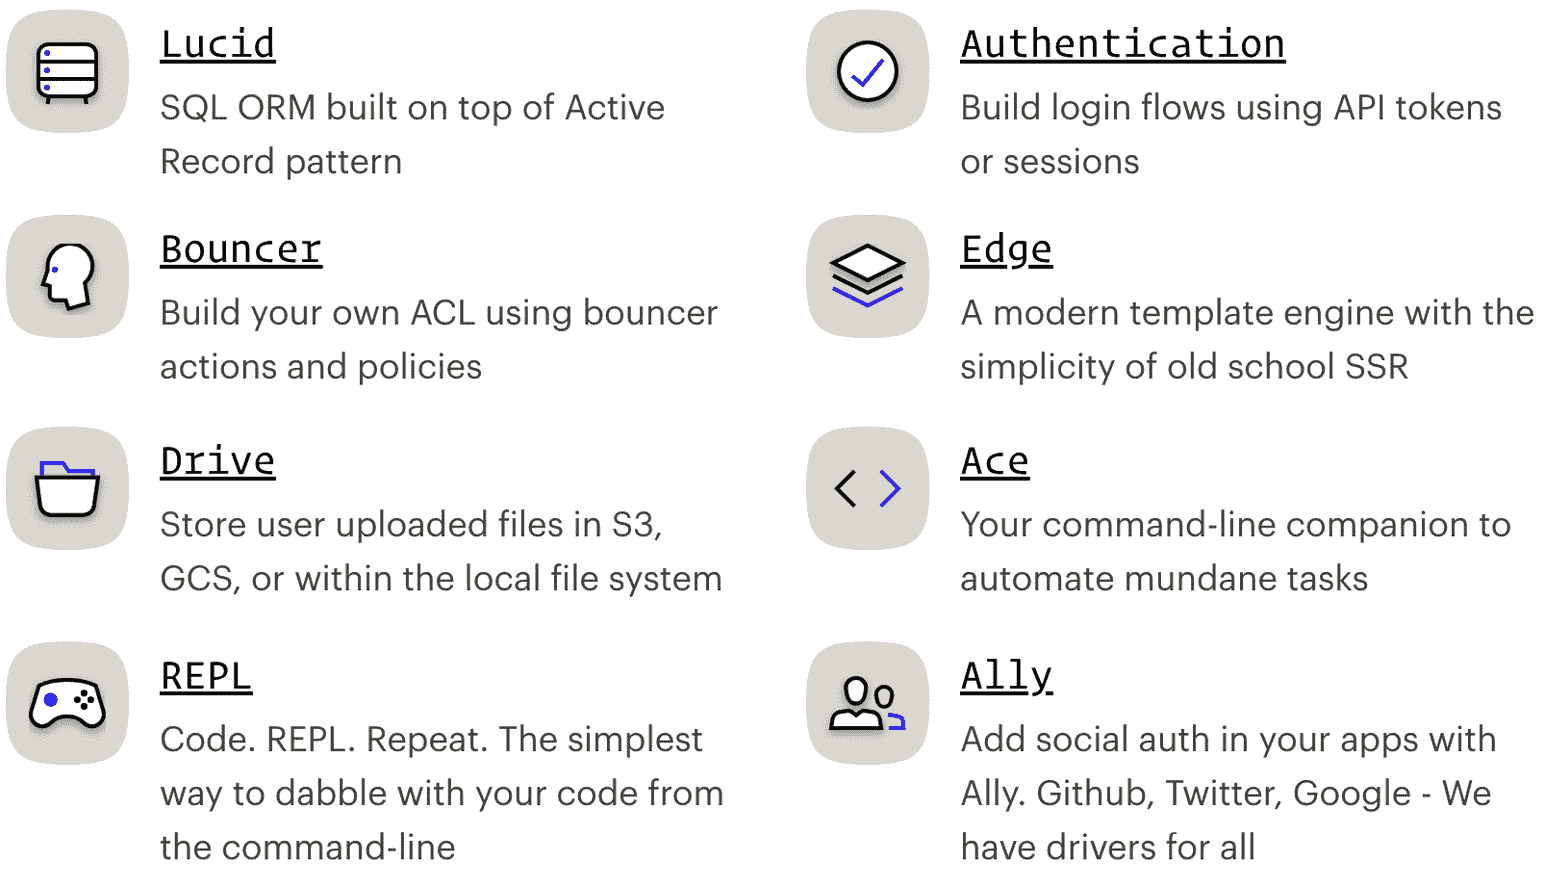 Lucid
SQL ORM built on top of Active
Record pattern
Authentication
Build login flows using API tokens
or sessions
Bouncer
Build your own ACL using bouncer
actions and policies
Edge
A modern template engine with the
simplicity of old school SSR
Drive
Store user uploaded files in S3,
GCS, or within the local file system
Ace
Your command-line companion to
automate mundane tasks
REPL
Code. REPL. Repeat. The simplest
way to dabble with your code from
the command-line
Ally
Add social auth in your apps with
Ally. Github, Twitter, Google - We
have drivers for all